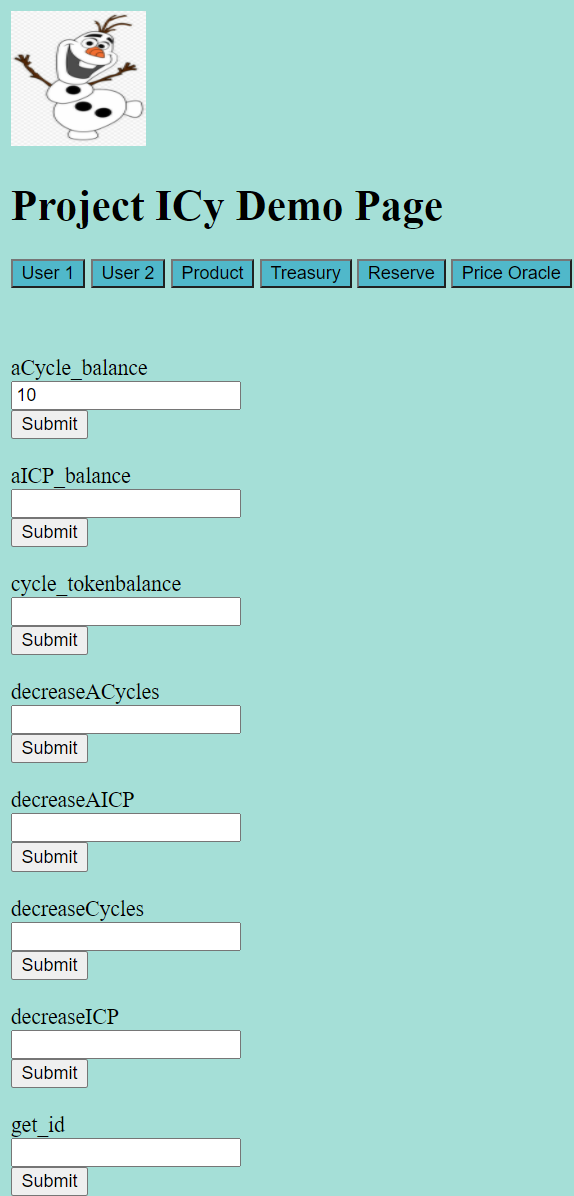 Project ICy Demo Page
User 1 User 2 Product Treasury Reserve Price Oracle
aCycle_balance
10
Submit
aICP_balance
Submit
cycle_tokenbalance
Submit
decreaseACycles
Submit
decreaseAICP
Submit
decreaseCycles
Submit
decreaseICP
Submit
get_id
Submit